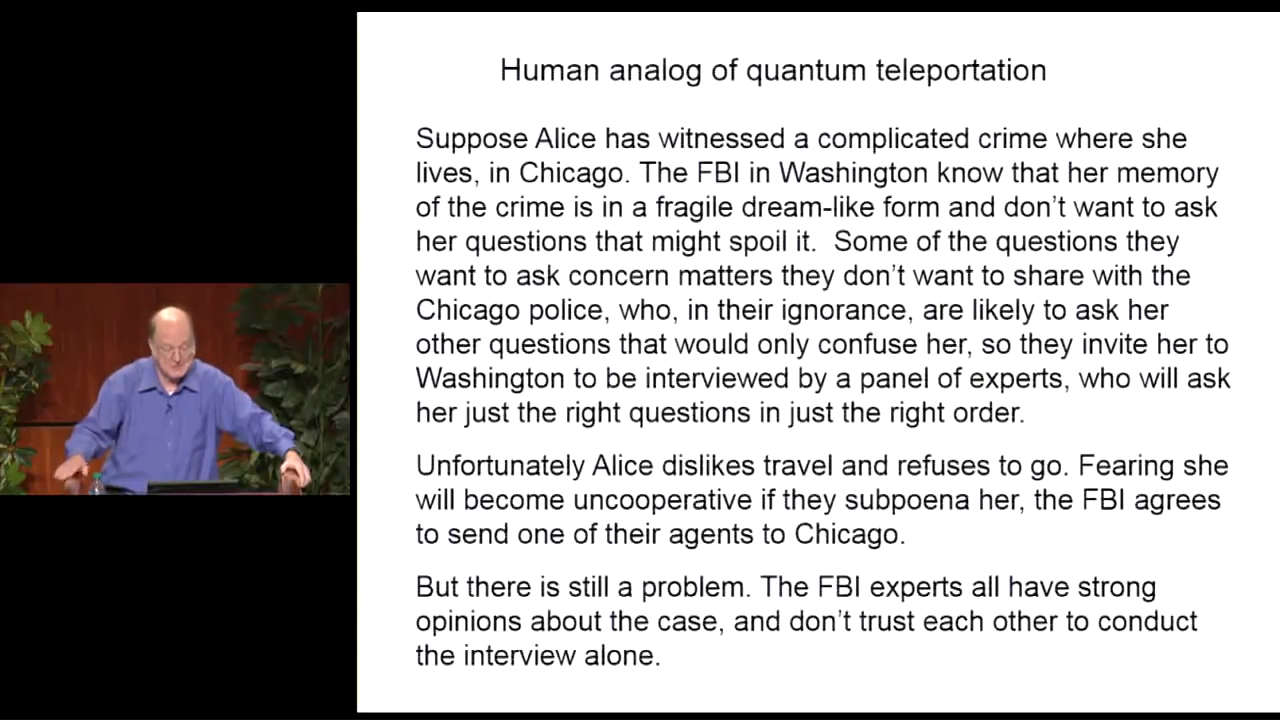 Human analog of quantum teleportation
Suppose Alice has witnessed a complicated crime where she
lives, in Chicago. The FBI in Washington know that her memory
of the crime is in a fragile dream-like form and don’t want to ask
her questions that might spoil it.  Some of the questions they
want to ask concern matters they don’t want to share with the
Chicago police, who, in their ignorance, are likely to ask her
other questions that would only confuse her, so they invite her to
Washington to be interviewed by a panel of experts, who will ask
her just the right questions in just the right order.
Unfortunately Alice dislikes travel and refuses to go. Fearing she
will become uncooperative if they subpoena her, the FBI agrees
to send one of their agents to Chicago.
But there is still a problem. The FBI experts all have strong
opinions about the case, and don’t trust each other to conduct
the interview alone.